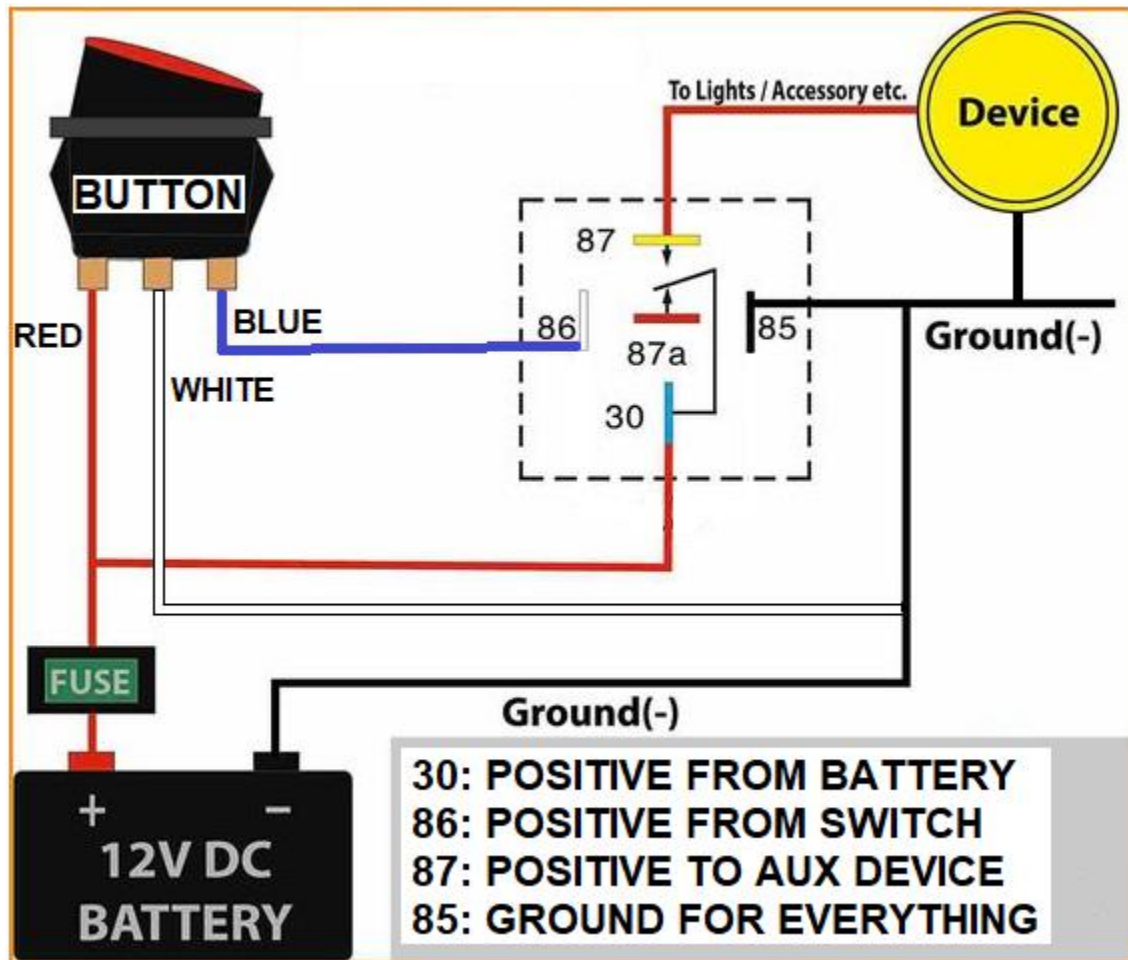 To Lights / Accessory etc.
Device
BUTTON
87
RED
BLUE
86
85
87a
Ground(-)
WHITE
30
FUSE
Ground(-)
+ −
12V DC
BATTERY
30: POSITIVE FROM BATTERY
86: POSITIVE FROM SWITCH
87: POSITIVE TO AUX DEVICE
85: GROUND FOR EVERYTHING